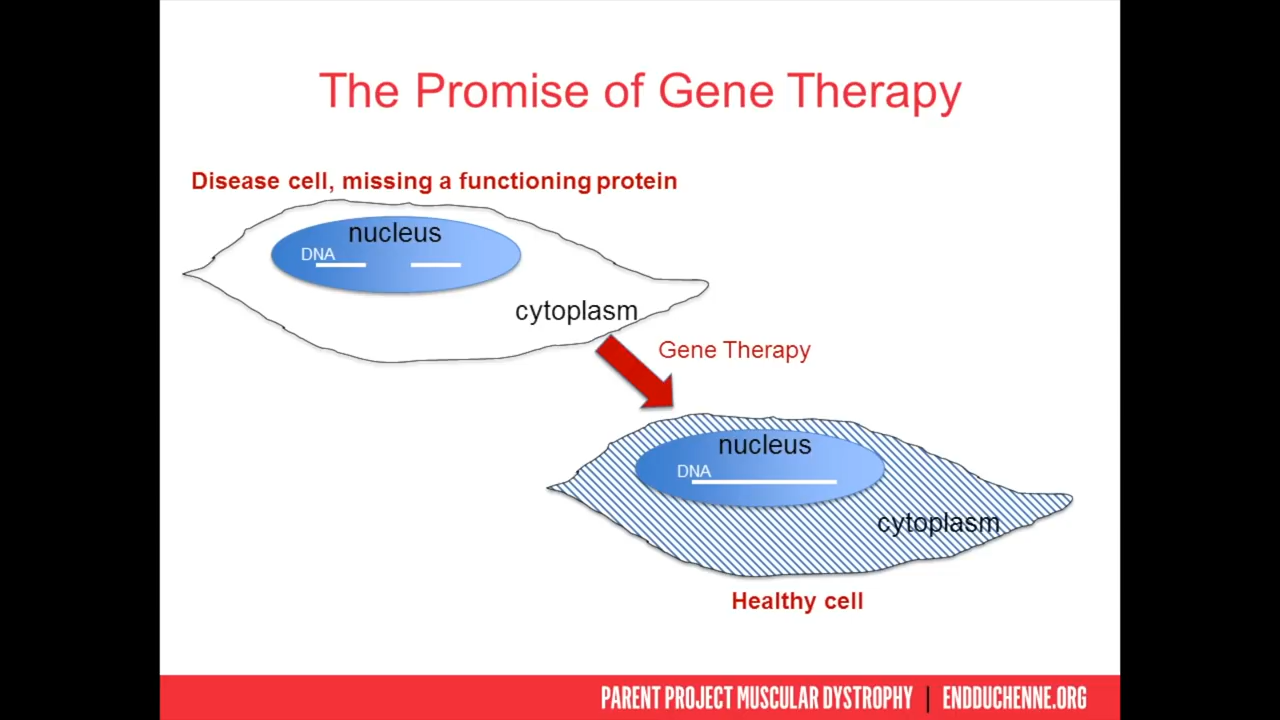 The Promise of Gene Therapy
Disease cell, missing a functioning protein
nucleus
DNA
cytoplasm
Gene Therapy
nucleus
DNA
cytoplasm
Healthy cell
PARENT PROJECT MUSCULAR DYSTROPHY | ENDDUCHENNE.ORG